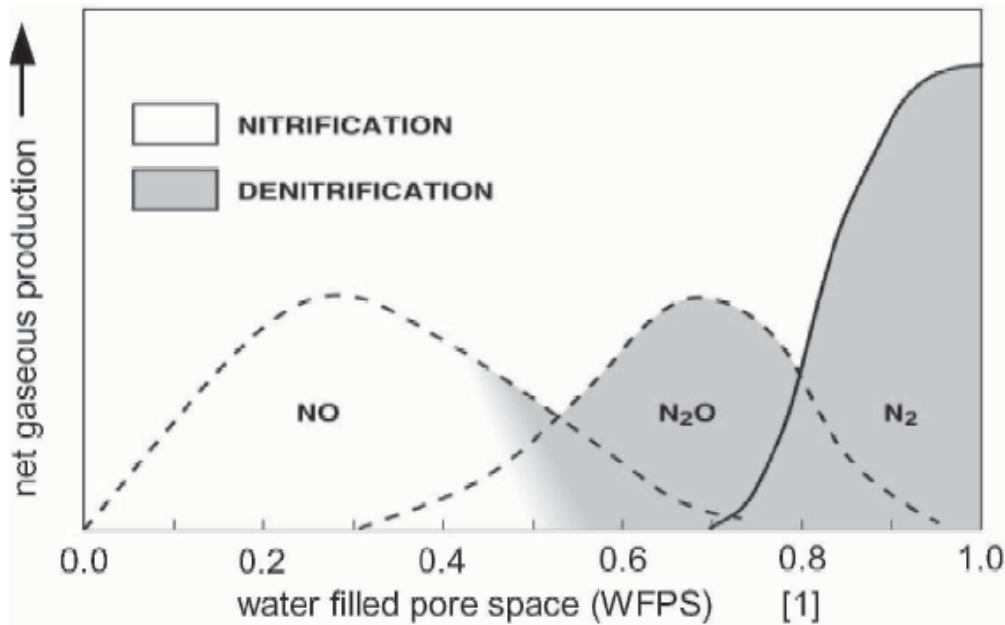 net gaseous production
NITRIFICATION
DENITRIFICATION
NO
N₂O
N₂
0.0 0.2 0.4 0.6 0.8 1.0
water filled pore space (WFPS) [1]